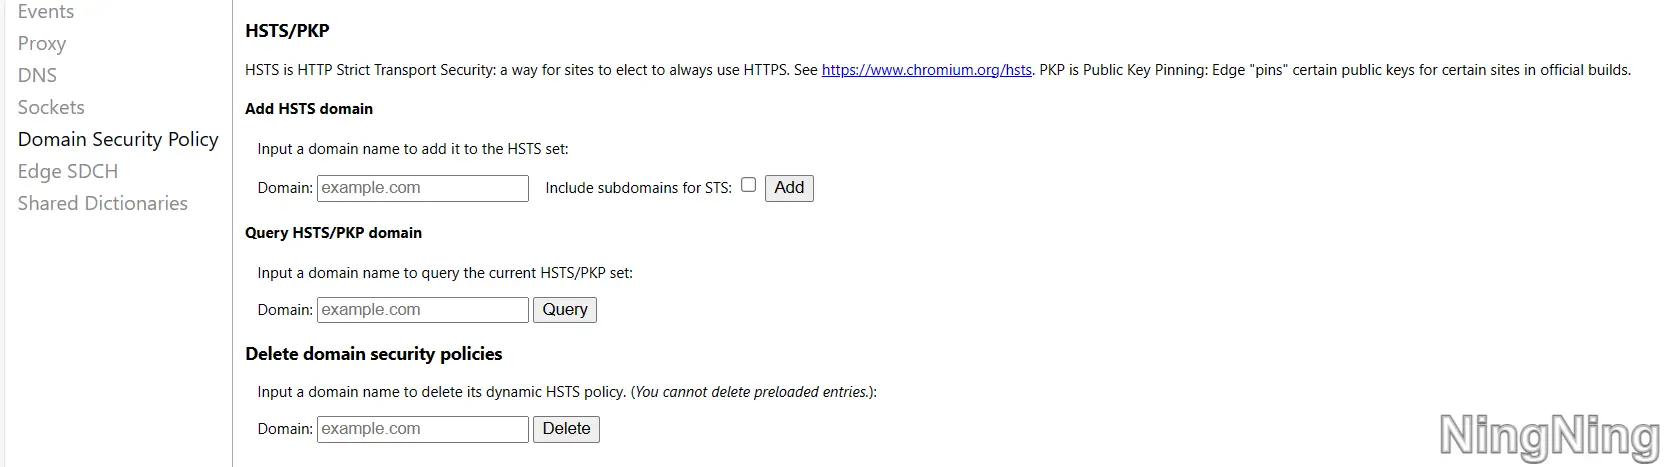 Events
Proxy
DNS
Sockets
Domain Security Policy
Edge SDCH
Shared Dictionaries
HSTS/PKP
HSTS is HTTP Strict Transport Security: a way for sites to elect to always use HTTPS. See https://www.chromium.org/hsts. PKP is Public Key Pinning: Edge "pins" certain public keys for certain sites in official builds.
Add HSTS domain
Input a domain name to add it to the HSTS set:
Domain: example.com Include subdomains for STS: Add
Query HSTS/PKP domain
Input a domain name to query the current HSTS/PKP set:
Domain: example.com Query
Delete domain security policies
Input a domain name to delete its dynamic HSTS policy. (You cannot delete preloaded entries.):
Domain: example.com Delete
NingNing